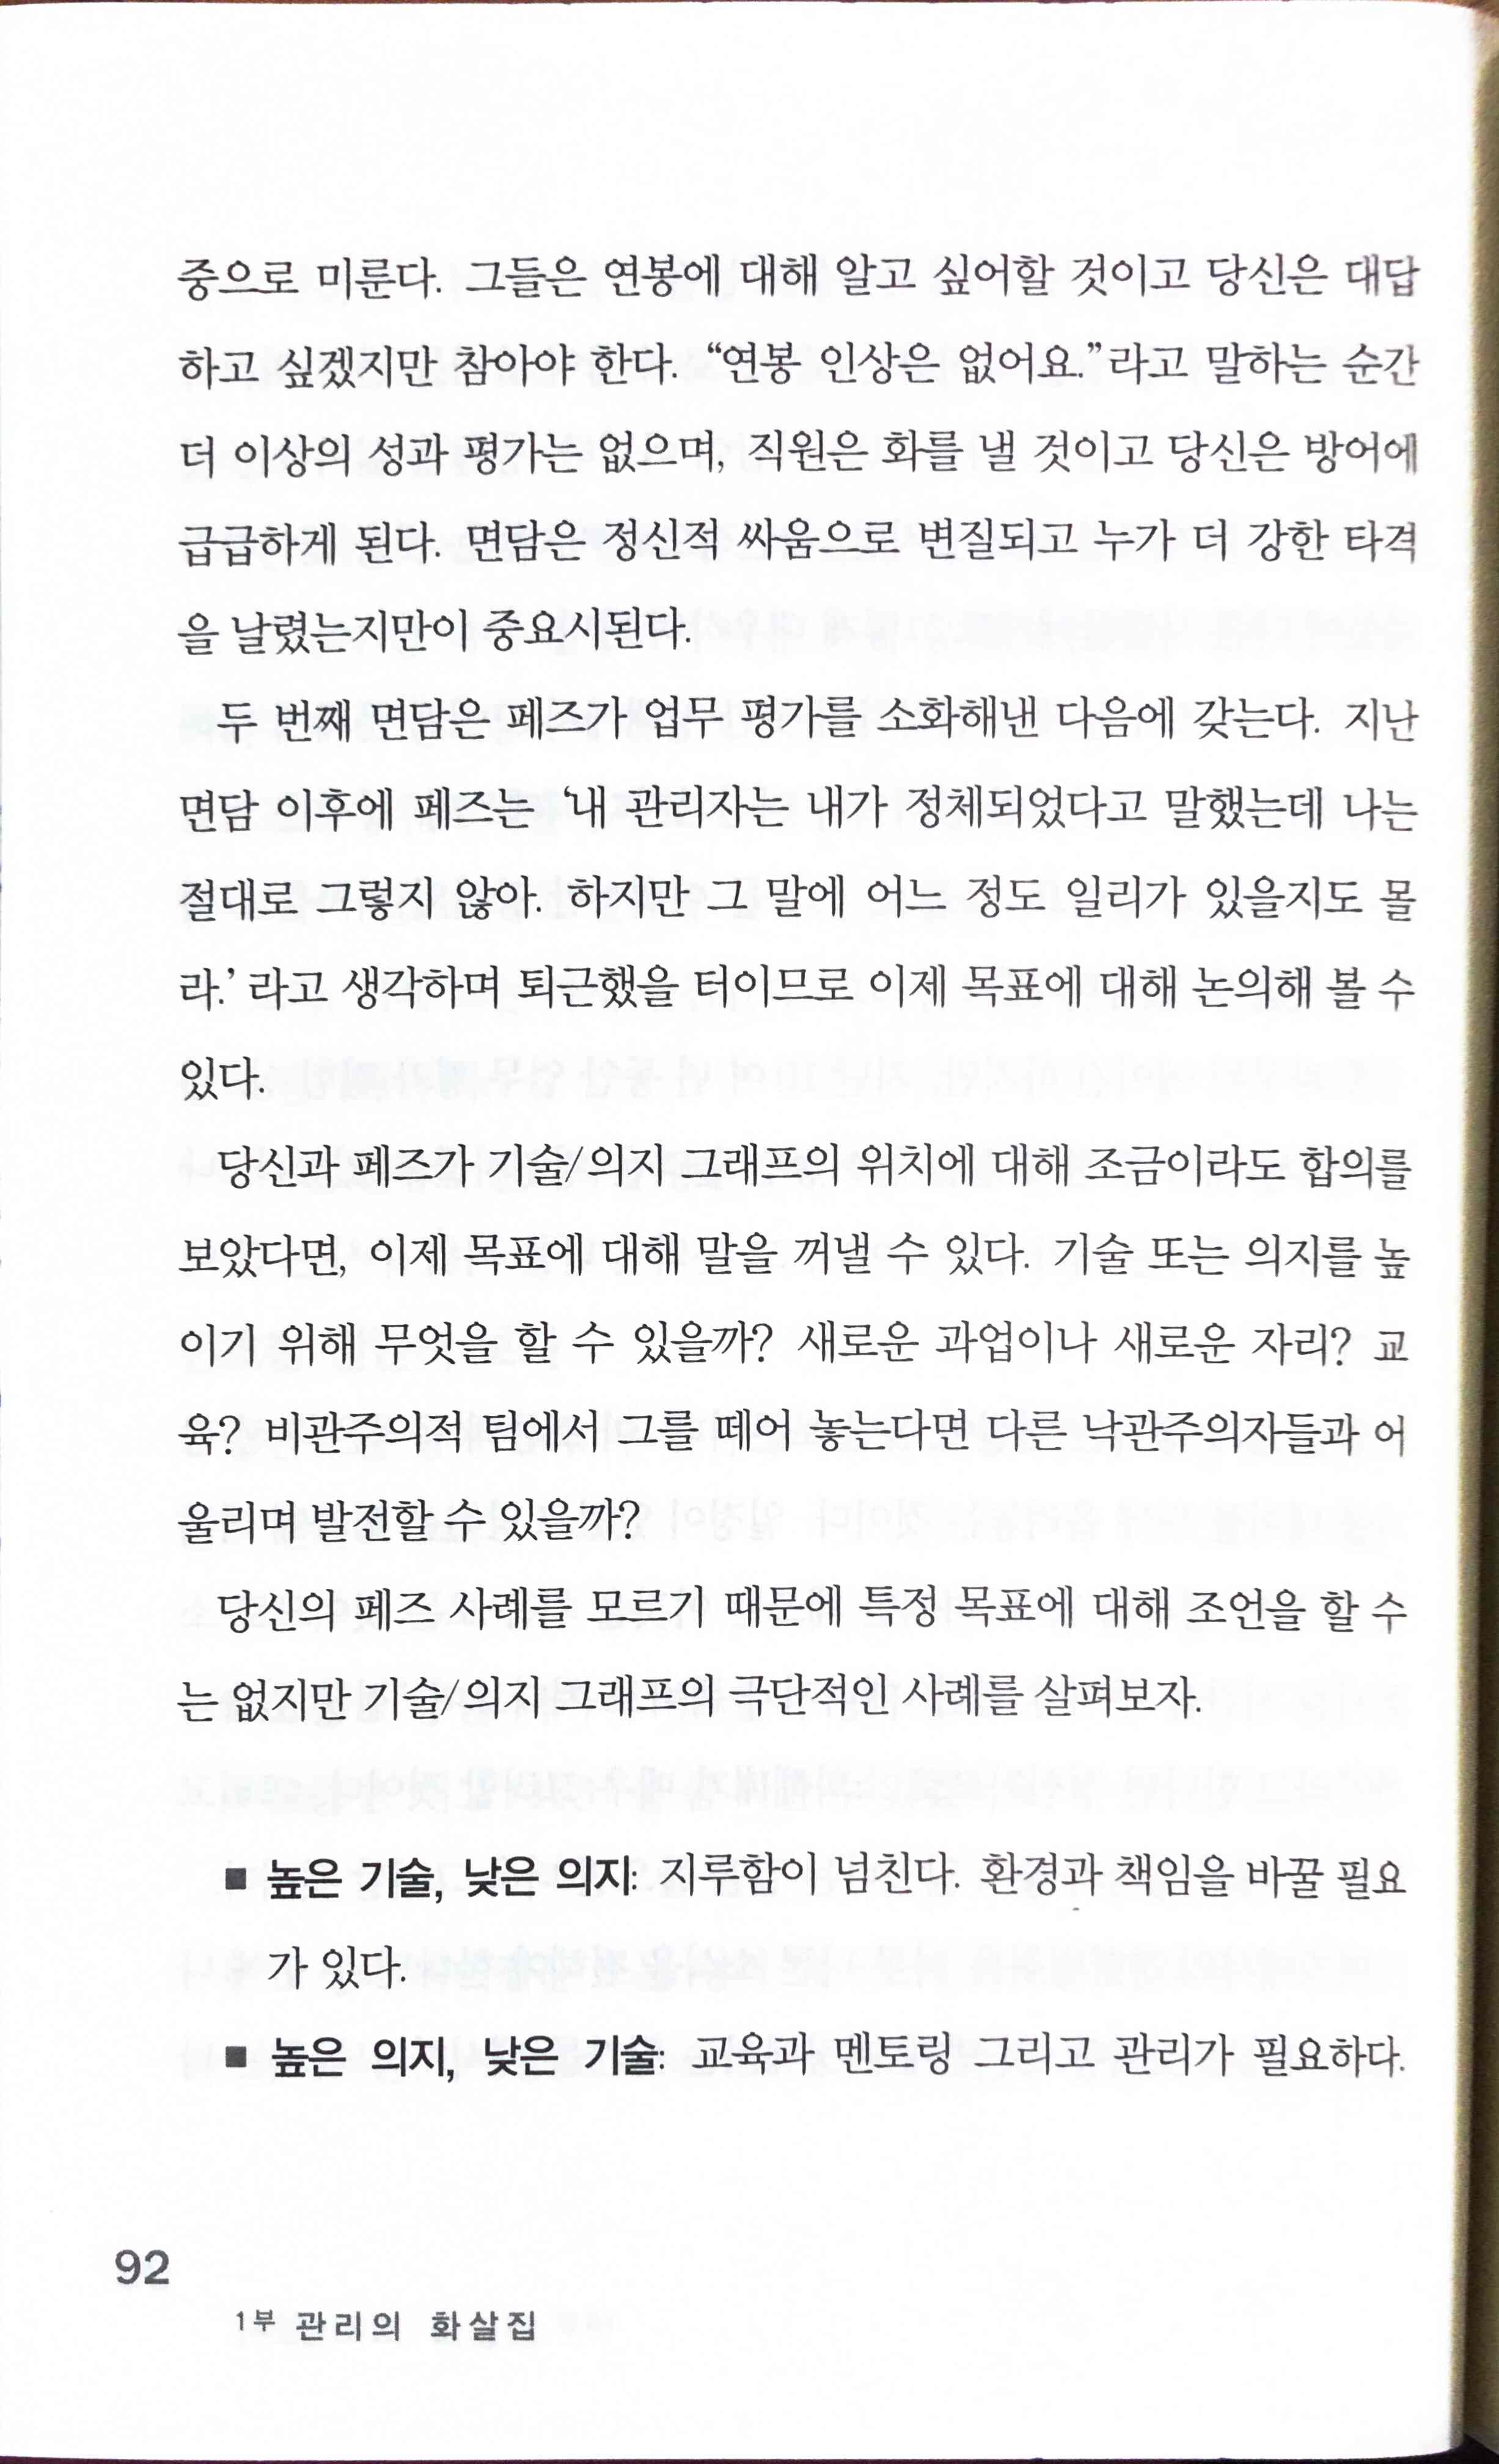 중으로 미룬다. 그들은 연봉에 대해 알고 싶어할 것이고 당신은 대답
하고 싶겠지만 참아야 한다. “연봉 인상은 없어요.”라고 말하는 순간
더 이상의 성과 평가는 없으며, 직원은 화를 낼 것이고 당신은 방어에
급급하게 된다. 면담은 정신적 싸움으로 변질되고 누가 더 강한 타격
을 날렸는지만이 중요시된다.
두 번째 면담은 페즈가 업무 평가를 소화해낸 다음에 갖는다. 지난
면담 이후에 페즈는 ‘내 관리자는 내가 정체되었다고 말했는데 나는
절대로 그렇지 않아. 하지만 그 말에 어느 정도 일리가 있을지도 몰
라.’ 라고 생각하며 퇴근했을 터이므로 이제 목표에 대해 논의해 볼 수
있다.
당신과 페즈가 기술/의지 그래프의 위치에 대해 조금이라도 합의를
보았다면, 이제 목표에 대해 말을 꺼낼 수 있다. 기술 또는 의지를 높
이기 위해 무엇을 할 수 있을까? 새로운 과업이나 새로운 자리? 교
육? 비관주의적 팀에서 그를 떼어 놓는다면 다른 낙관주의자들과 어
울리며 발전할 수 있을까?
당신의 페즈 사례를 모르기 때문에 특정 목표에 대해 조언을 할 수
는 없지만 기술/의지 그래프의 극단적인 사례를 살펴보자.
■ 높은 기술, 낮은 의지: 지루함이 넘친다. 환경과 책임을 바꿀 필요
가 있다.
■ 높은 의지, 낮은 기술: 교육과 멘토링 그리고 관리가 필요하다.
92
1부 관리의 화살집